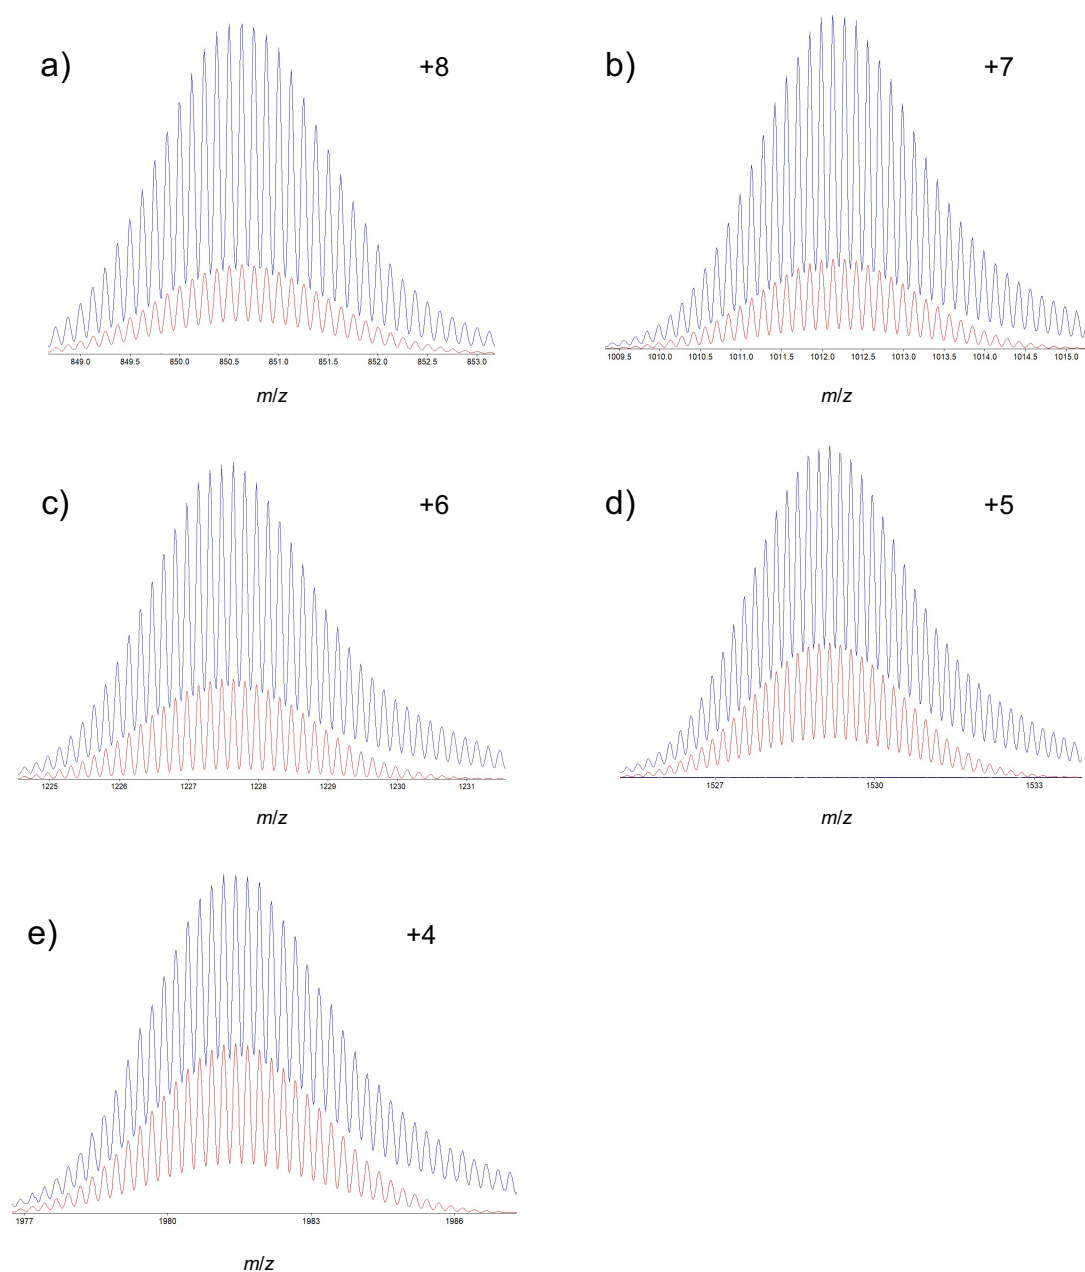 a) +8
849.0 849.5 850.0 850.5 851.0 851.5 852.0 852.5 853.0
m/z
b) +7
1009.5 1010.0 1010.5 1011.0 1011.5 1012.0 1012.5 1013.0 1013.5 1014.0 1014.5 1015.0
m/z
c) +6
1225 1226 1227 1228 1229 1230 1231
m/z
d) +5
1527 1530 1533
m/z
e) +4
1977 1980 1983 1986
m/z